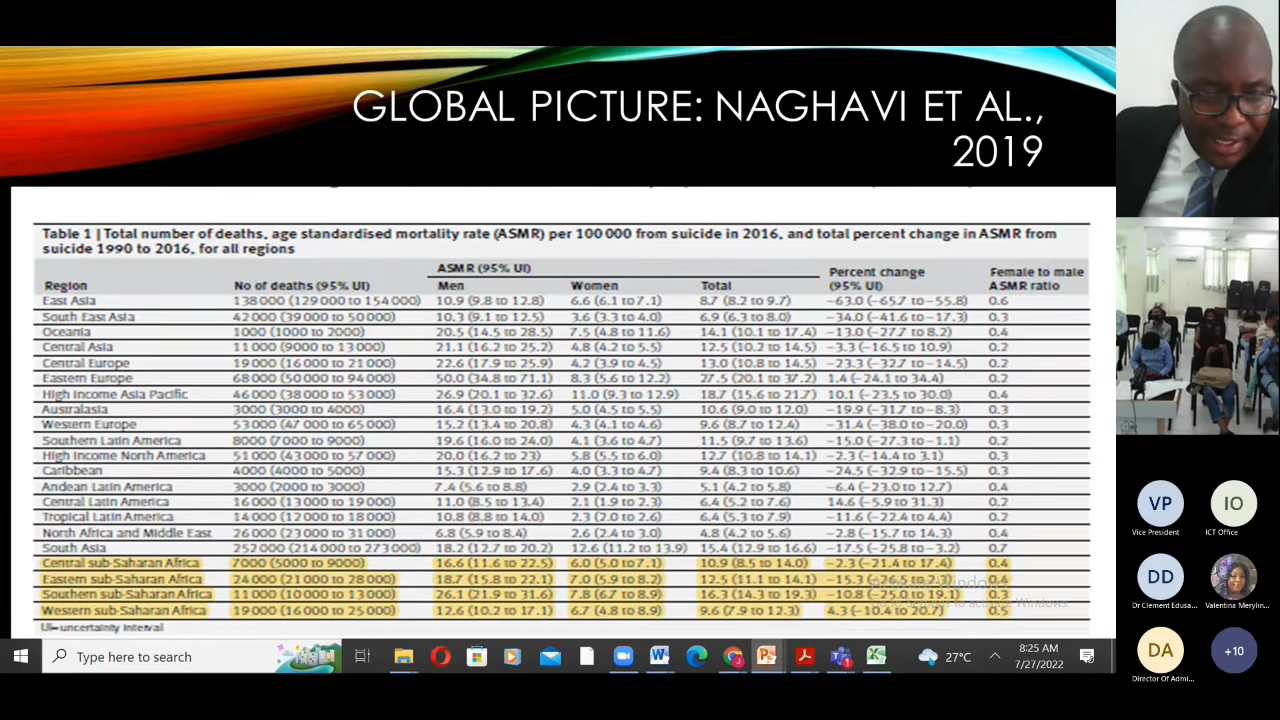 GLOBAL PICTURE: NAGHAVI ET AL.,
2019
Table 1 | Total number of deaths, age standardised mortality rate (ASMR) per 100 000 from suicide in 2016, and total percent change in ASMR from
suicide 1990 to 2016, for all regions
ASMR (95% UI) Percent change Female to male
Region No of deaths (95% UI) Men Women Total (95% UI) ASMR ratio
East Asia 138 000 (129 000 to 154 000) 10.9 (9.8 to 12.8) 6.6 (6.1 to 7.1) 8.7 (8.2 to 9.7) −63.0 (−65.7 to −55.8) 0.6
South East Asia 42 000 (39 000 to 50 000) 10.3 (9.1 to 12.5) 3.6 (3.3 to 4.0) 6.9 (6.3 to 8.0) −34.0 (−41.6 to −17.3) 0.3
Oceania 1000 (1000 to 2000) 20.5 (14.5 to 28.5) 7.5 (4.8 to 11.6) 14.1 (10.1 to 17.4) −13.0 (−27.7 to 8.2) 0.4
Central Asia 11 000 (9000 to 13 000) 21.1 (16.2 to 25.2) 4.8 (4.2 to 5.5) 12.5 (10.2 to 14.5) −3.3 (−16.5 to 10.9) 0.2
Central Europe 19 000 (16 000 to 21 000) 22.6 (17.9 to 25.9) 4.2 (3.9 to 4.5) 13.0 (10.8 to 14.5) −23.3 (−32.7 to −14.5) 0.2
Eastern Europe 68 000 (50 000 to 94 000) 50.0 (34.8 to 71.1) 8.3 (5.6 to 12.2) 27.5 (20.1 to 37.2) 1.4 (−24.1 to 34.4) 0.2
High Income Asia Pacific 46 000 (38 000 to 53 000) 26.9 (20.1 to 32.6) 11.0 (9.3 to 12.9) 18.7 (15.6 to 21.7) 10.1 (−23.5 to 30.0) 0.4
Australasia 3000 (3000 to 4000) 16.4 (13.0 to 19.2) 5.0 (4.5 to 5.5) 10.6 (9.0 to 12.0) −19.9 (−31.7 to −8.3) 0.3
Western Europe 53 000 (47 000 to 65 000) 15.2 (13.4 to 20.8) 4.3 (4.1 to 4.6) 9.6 (8.7 to 12.4) −31.4 (−38.0 to −20.0) 0.3
Southern Latin America 8000 (7000 to 9000) 19.6 (16.0 to 24.0) 4.1 (3.6 to 4.7) 11.5 (9.7 to 13.6) −15.0 (−27.3 to −1.1) 0.2
High Income North America 51 000 (43 000 to 57 000) 20.0 (16.2 to 23) 5.8 (5.5 to 6.0) 12.7 (10.8 to 14.1) −2.3 (−14.4 to 3.1) 0.3
Caribbean 4000 (4000 to 5000) 15.3 (12.9 to 17.6) 4.0 (3.3 to 4.7) 9.4 (8.3 to 10.6) −24.5 (−32.9 to −15.5) 0.3
Andean Latin America 3000 (2000 to 3000) 7.4 (5.6 to 8.8) 2.9 (2.4 to 3.3) 5.1 (4.2 to 5.8) −6.4 (−23.0 to 12.7) 0.4
Central Latin America 16 000 (13 000 to 19 000) 11.0 (8.5 to 13.4) 2.1 (1.9 to 2.3) 6.4 (5.2 to 7.6) 14.6 (−5.9 to 31.3) 0.2
Tropical Latin America 14 000 (12 000 to 18 000) 10.8 (8.8 to 14.0) 2.3 (2.0 to 2.6) 6.4 (5.3 to 7.9) −11.6 (−22.4 to 4.4) 0.2
North Africa and Middle East 26 000 (23 000 to 31 000) 6.8 (5.9 to 8.4) 2.6 (2.4 to 3.0) 4.8 (4.2 to 5.6) −2.8 (−15.7 to 14.3) 0.4
South Asia 252 000 (214 000 to 273 000) 18.2 (12.7 to 20.2) 12.6 (11.2 to 13.9) 15.4 (12.9 to 16.6) −17.5 (−25.8 to −3.2) 0.7
Central sub-Saharan Africa 7000 (5000 to 9000) 16.6 (11.6 to 22.5) 6.0 (5.0 to 7.1) 10.9 (8.5 to 14.0) −2.3 (−21.4 to 17.4) 0.4
Eastern sub-Saharan Africa 24 000 (21 000 to 28 000) 18.7 (15.8 to 22.1) 7.0 (5.9 to 8.2) 12.5 (11.1 to 14.1) −15.3
Southern sub-Saharan Africa 11 000 (10 000 to 13 000) 26.1 (21.9 to 37.5) 7.8 (6.7 to 8.9) 16.3 (14.3 to 19.3) −10.8 (−25.0 to 19.1) 0.3
Western sub-Saharan Africa 19 000 (16 000 to 25 000) 12.6 (10.2 to 17.1) 6.7 (4.8 to 8.9) 9.6 (7.9 to 12.3) 4.3 (−10.4 to 20.7) 0.5
UI=uncertainty interval
Type here to search
27°C
8:25 AM
7/27/2022
VP
Vice President
IO
ICT Office
DD
Dr Clement Edusa...
Valentina Merylin...
DA
Director Of Admi...
+10